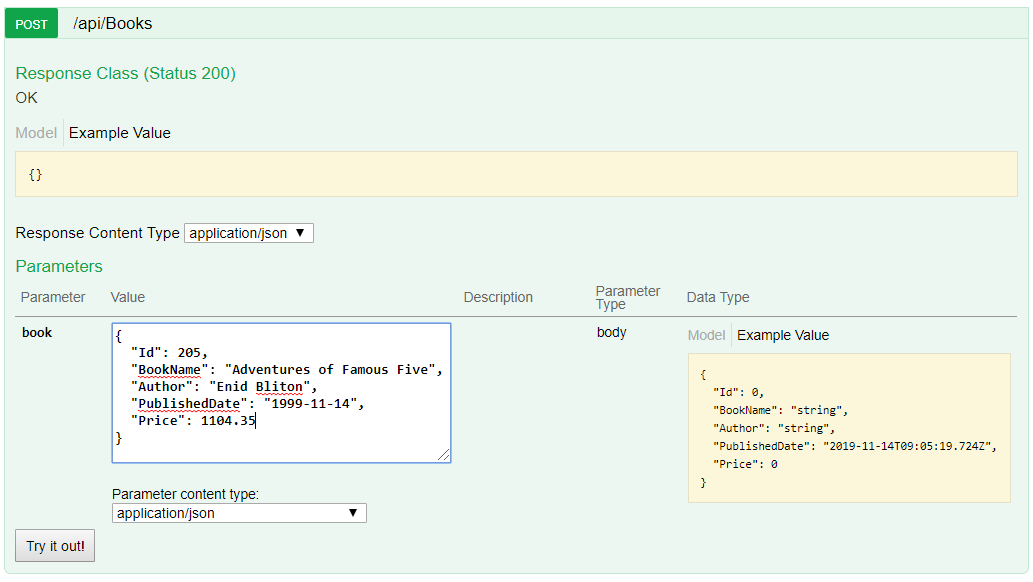 POST /api/Books
Response Class (Status 200)
OK
Model Example Value
{}
Response Content Type application/json ▼
Parameters
Parameter Value Description Parameter Type Data Type
book
{
"Id": 205,
"BookName": "Adventures of Famous Five",
"Author": "Enid Bliton",
"PublishedDate": "1999-11-14",
"Price": 1104.35
}
Parameter content type:
application/json ▼
body
Model Example Value
{
"Id": 0,
"BookName": "string",
"Author": "string",
"PublishedDate": "2019-11-14T09:05:19.724Z",
"Price": 0
}
Try it out!